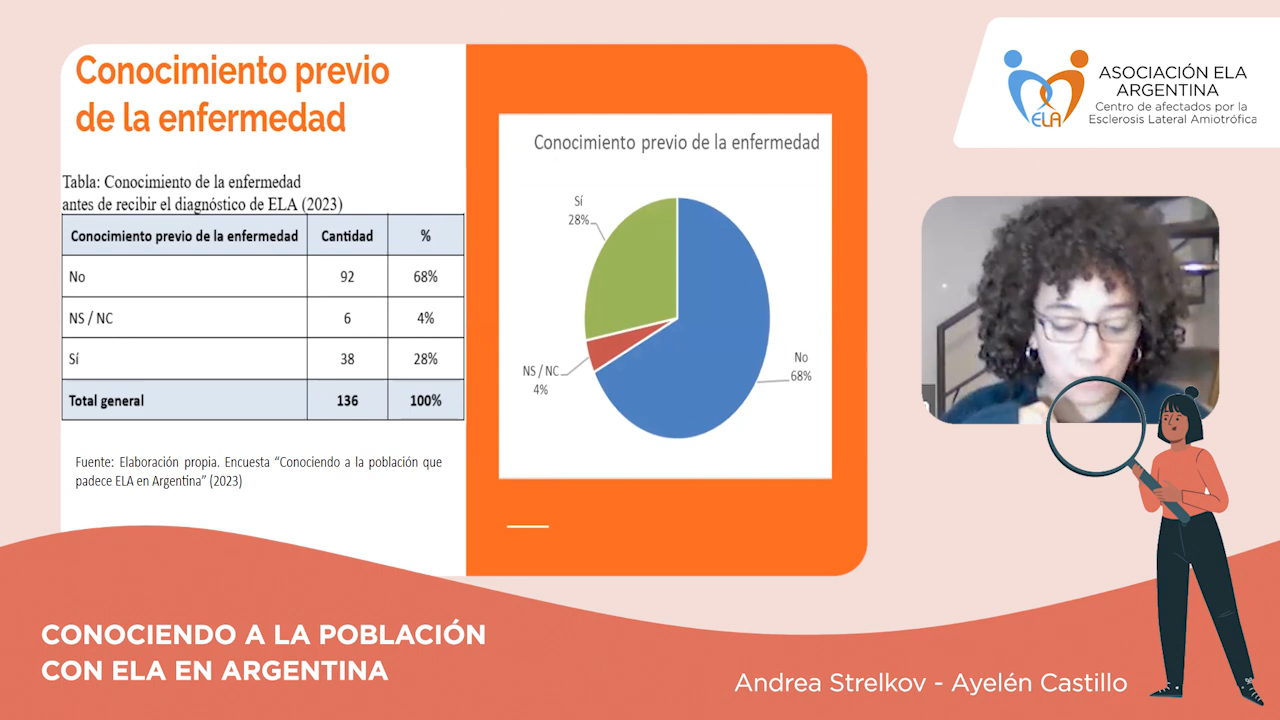 Conocimiento previo
de la enfermedad
Tabla: Conocimiento de la enfermedad
antes de recibir el diagnóstico de ELA (2023)
Conocimiento previo de la enfermedad Cantidad %
No 92 68%
NS / NC 6 4%
Sí 38 28%
Total general 136 100%
Fuente: Elaboración propia. Encuesta “Conociendo a la población que
padece ELA en Argentina” (2023)
Conocimiento previo de la enfermedad
Sí
28%
NS / NC
4%
No
68%
ELA
ASOCIACIÓN ELA
ARGENTINA
Centro de afectados por la
Esclerosis Lateral Amiotrófica
CONOCIENDO A LA POBLACIÓN
CON ELA EN ARGENTINA
Andrea Strelkov - Ayelén Castillo